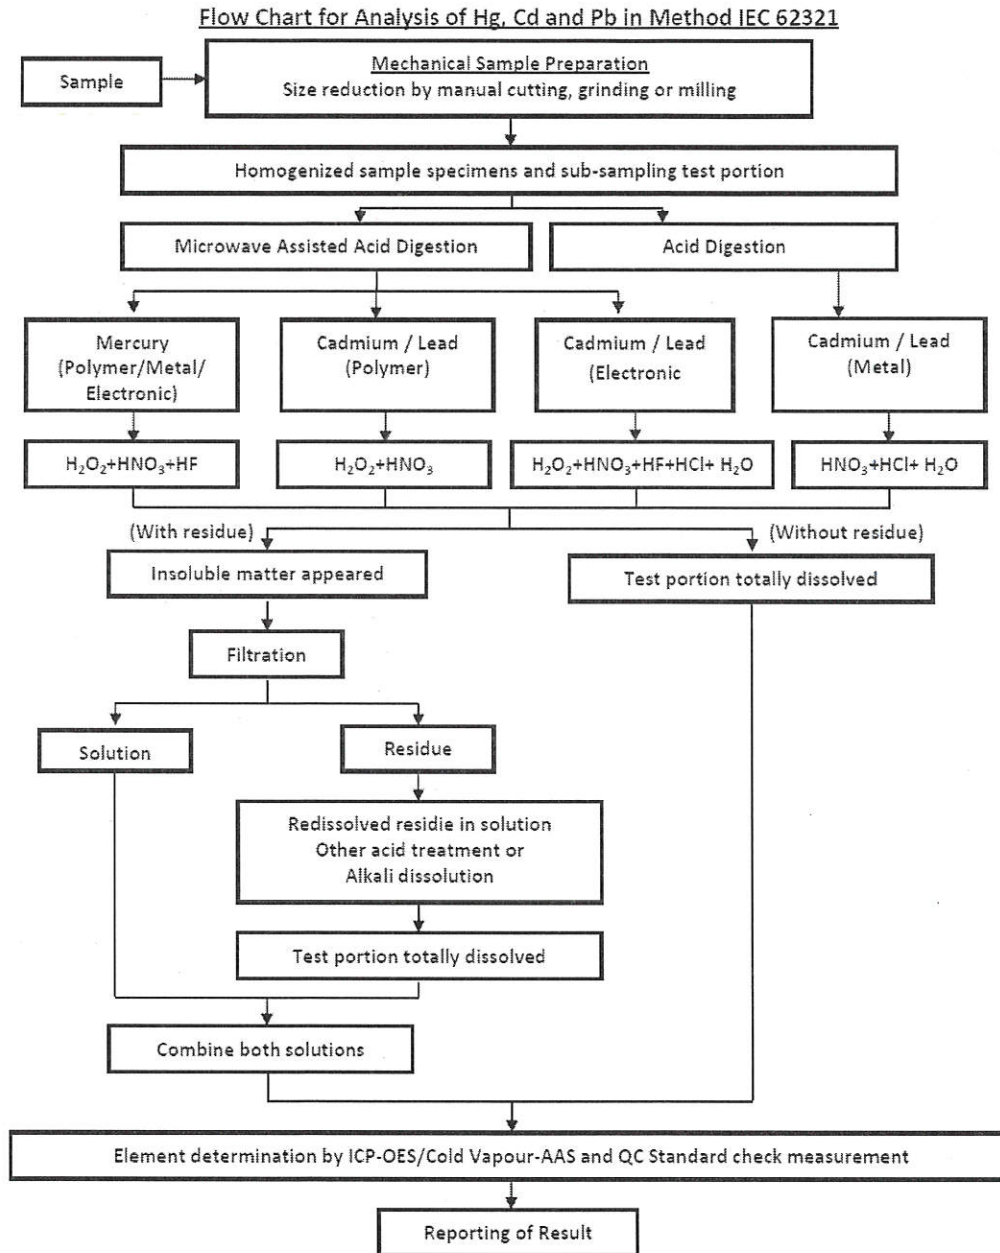 Flow Chart for Analysis of Hg, Cd and Pb in Method IEC 62321
Sample
Mechanical Sample Preparation
Size reduction by manual cutting, grinding or milling
Homogenized sample specimens and sub-sampling test portion
Microwave Assisted Acid Digestion
Acid Digestion
Mercury
(Polymer/Metal/
Electronic)
Cadmium / Lead
(Polymer)
Cadmium / Lead
(Electronic
Cadmium / Lead
(Metal)
H₂O₂+HNO₃+HF
H₂O₂+HNO₃
H₂O₂+HNO₃+HF+HCl+ H₂O
HNO₃+HCl+ H₂O
(With residue)
(Without residue)
Insoluble matter appeared
Test portion totally dissolved
Filtration
Solution
Residue
Redissolved residie in solution
Other acid treatment or
Alkali dissolution
Test portion totally dissolved
Combine both solutions
Element determination by ICP-OES/Cold Vapour-AAS and QC Standard check measurement
Reporting of Result